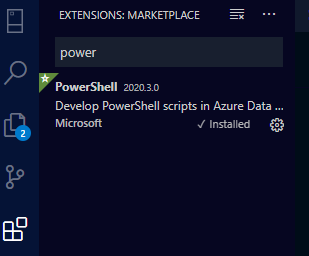 EXTENSIONS: MARKETPLACE
power
PowerShell 2020.3.0
Develop PowerShell scripts in Azure Data ...
Microsoft ✓ Installed
2